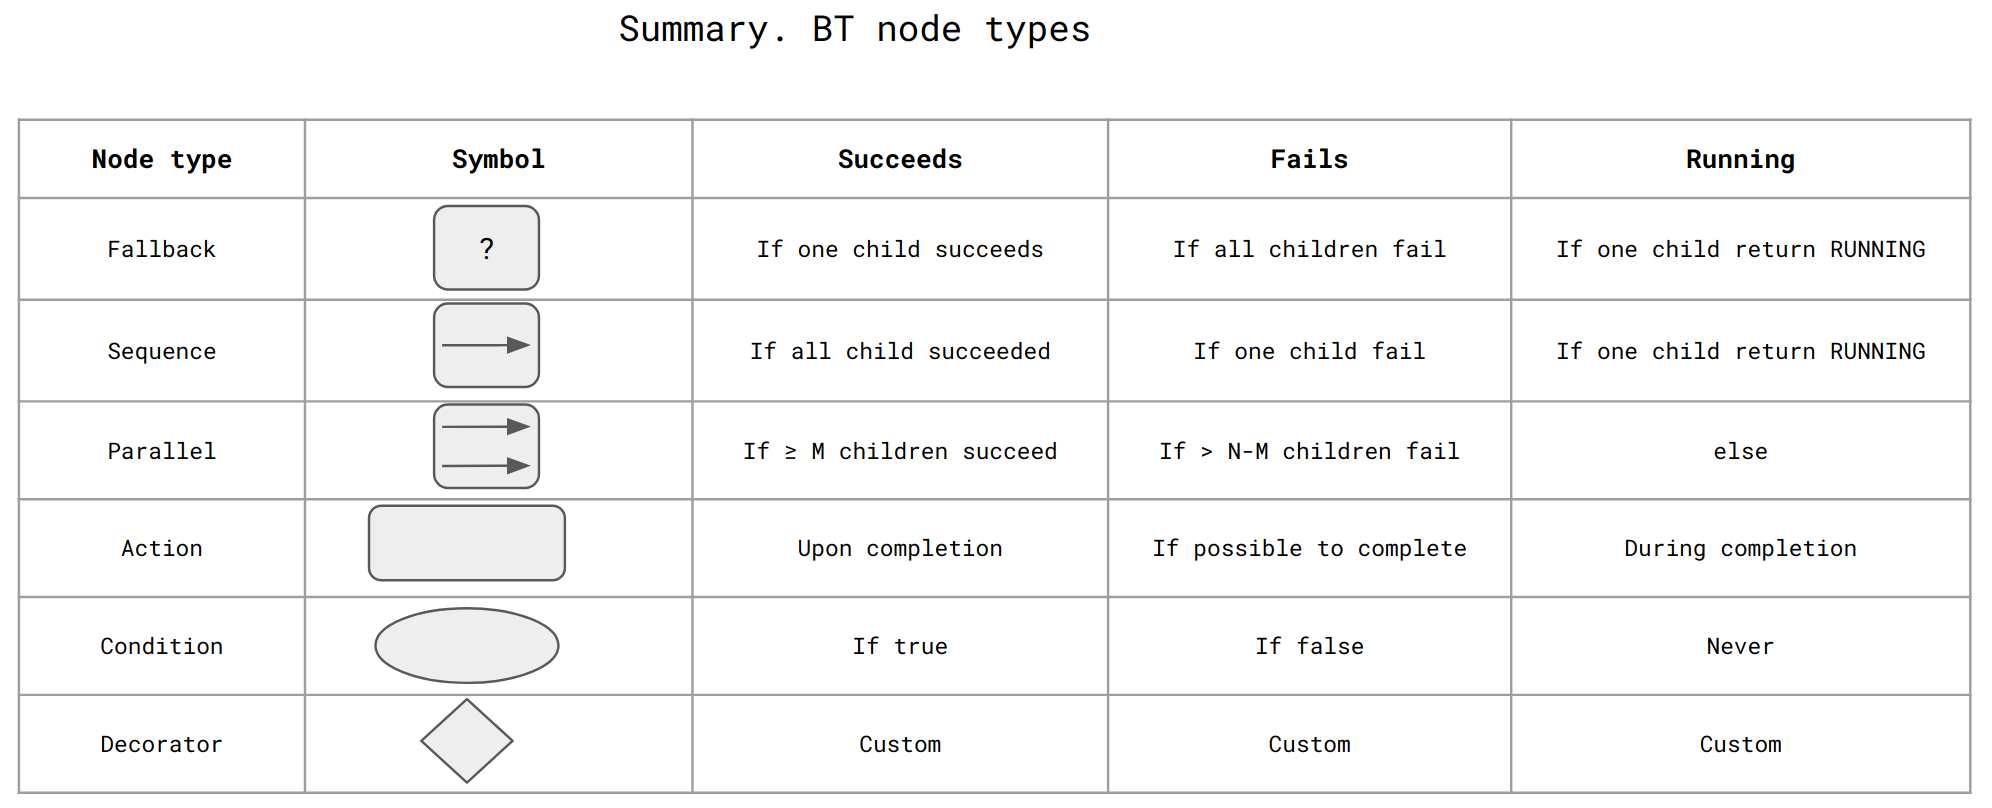 Summary. BT node types
Node type Symbol Succeeds Fails Running
Fallback ? If one child succeeds If all children fail If one child return RUNNING
Sequence If all child succeeded If one child fail If one child return RUNNING
Parallel If ≥ M children succeed If > N-M children fail else
Action Upon completion If possible to complete During completion
Condition If true If false Never
Decorator Custom Custom Custom